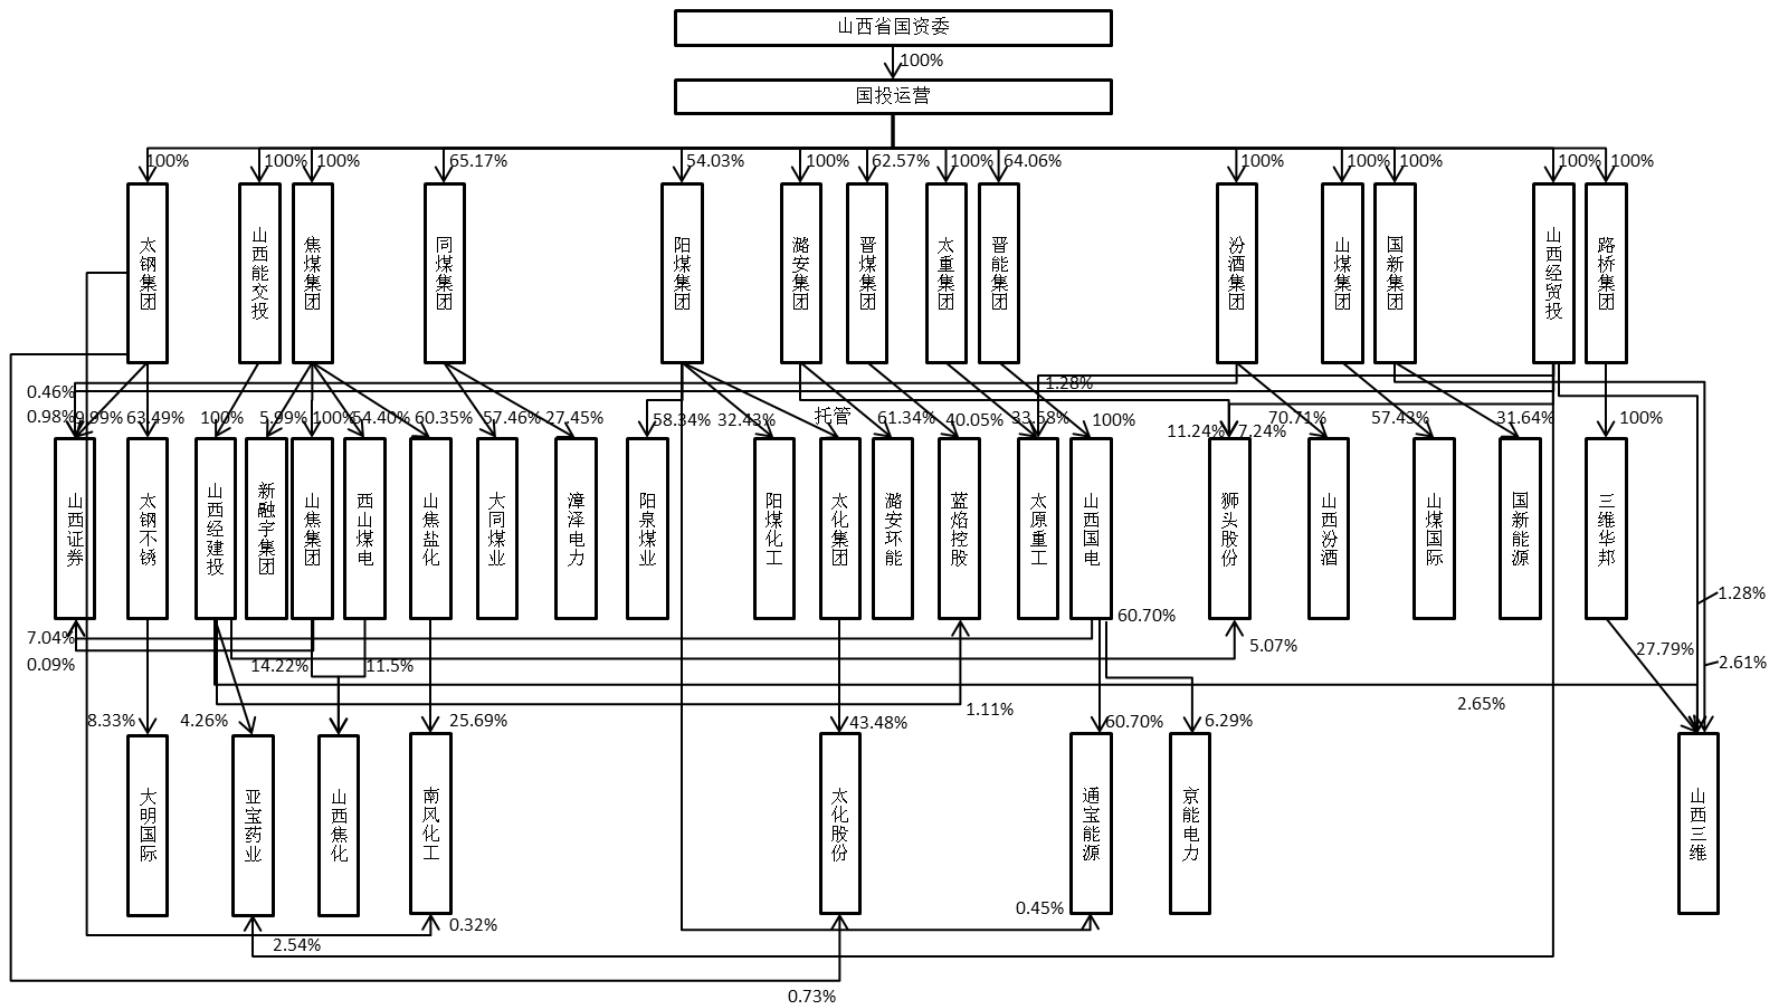 山西省国资委
100%
国投运营
100%
100%
100%
65.17%
54.03%
100%
62.57%
100%
64.06%
100%
100%
100%
100%
100%
太钢集团
山西能交投
焦煤集团
同煤集团
阳煤集团
潞安集团
晋煤集团
太重集团
晋能集团
汾酒集团
山煤集团
国新集团
山西经贸投
路桥集团
0.46%
1.28%
0.98%
9.99%
63.49%
100%
5.99%
100%
54.40%
60.35%
57.46%
27.45%
58.34%
32.43%
托管
61.34%
40.05%
33.58%
100%
11.24%
7.24%
70.71%
57.43%
31.64%
100%
山西证券
太钢不锈
山西经建投
新融宇集团
山焦集团
西山煤电
山焦盐化
大同煤业
漳泽电力
阳泉煤业
阳煤化工
太化集团
潞安环能
蓝焰控股
太原重工
山西国电
狮头股份
山西汾酒
山煤国际
国新能源
三维华邦
1.28%
60.70%
7.04%
0.09%
14.22%
11.5%
5.07%
27.79%
2.61%
2.65%
1.11%
8.33%
4.26%
25.69%
43.48%
60.70%
6.29%
大明国际
亚宝药业
山西焦化
南风化工
太化股份
通宝能源
京能电力
山西三维
0.45%
0.32%
2.54%
0.73%